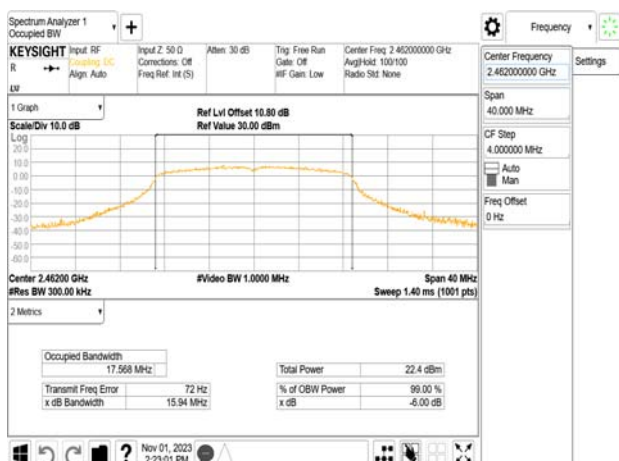 Spectrum Analyzer 1
Occupied BW
+
Frequency
KEYSIGHT
R
LXI
Input: RF
Coupling: DC
Align: Auto
Input Z: 50 Ω
Corrections: Off
Freq Ref: Int (S)
Atten: 30 dB
Trig: Free Run
Gate: Off
#IF Gain: Low
Center Freq: 2.462000000 GHz
Avg|Hold: 100/100
Radio Std: None
Center Frequency
2.462000000 GHz
Settings
Span
40.000 MHz
CF Step
4.000000 MHz
Auto
Man
Freq Offset
0 Hz
1 Graph
Scale/Div 10.0 dB
Ref Lvl Offset 10.80 dB
Ref Value 30.00 dBm
Log
20.0
10.0
0.00
-10.0
-20.0
-30.0
-40.0
-50.0
-60.0
Center 2.46200 GHz
#Res BW 300.00 kHz
#Video BW 1.0000 MHz
Span 40 MHz
Sweep 1.40 ms (1001 pts)
2 Metrics
Occupied Bandwidth
17.568 MHz
Transmit Freq Error 72 Hz
x dB Bandwidth 15.94 MHz
Total Power 22.4 dBm
% of OBW Power 99.00 %
x dB -6.00 dB
?
Nov 01, 2023
2:23:01 PM